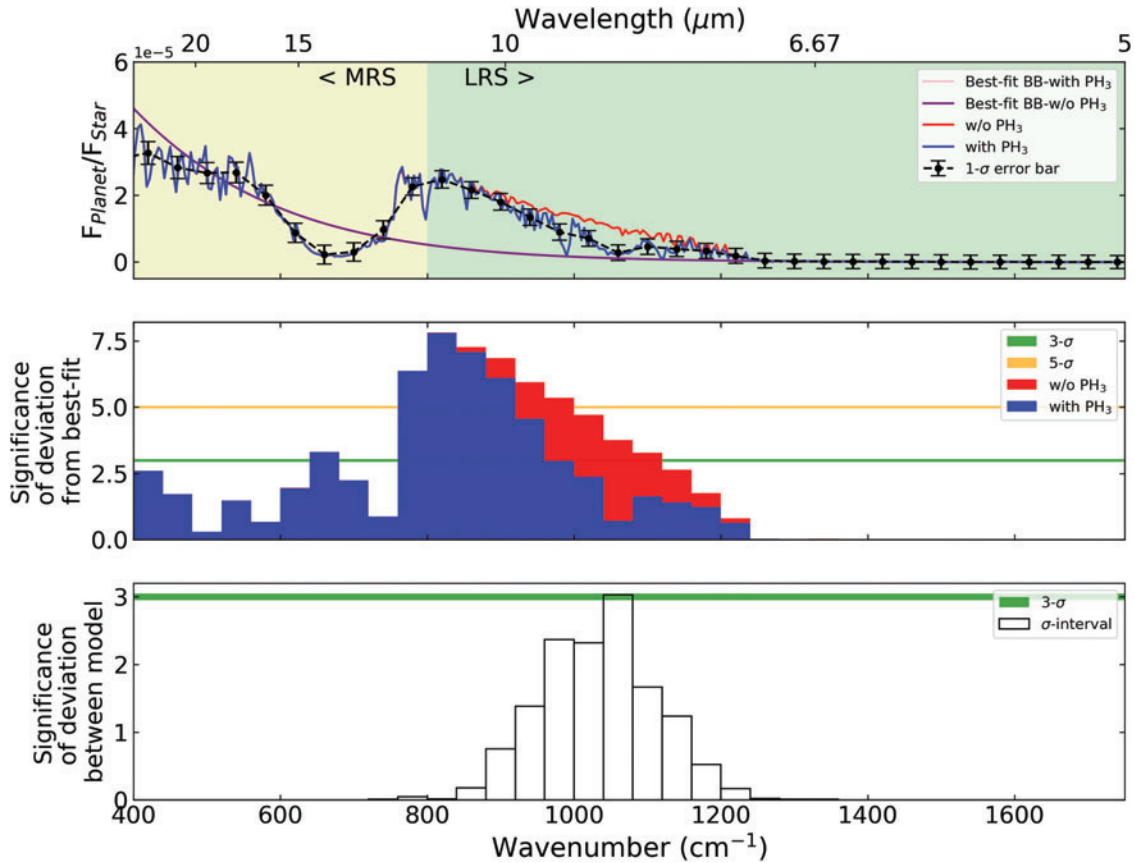 Wavelength (μm)
20 15 10 6.67 5
1e−5
< MRS LRS >
6
4
2
0
F_Planet/F_Star
Best-fit BB-with PH₃
Best-fit BB-w/o PH₃
w/o PH₃
with PH₃
1-σ error bar
7.5
5.0
2.5
0.0
Significance
of deviation
from best-fit
3-σ
5-σ
w/o PH₃
with PH₃
3
2
1
0
Significance
of deviation
between model
3-σ
σ-interval
400 600 800 1000 1200 1400 1600
Wavenumber (cm⁻¹)